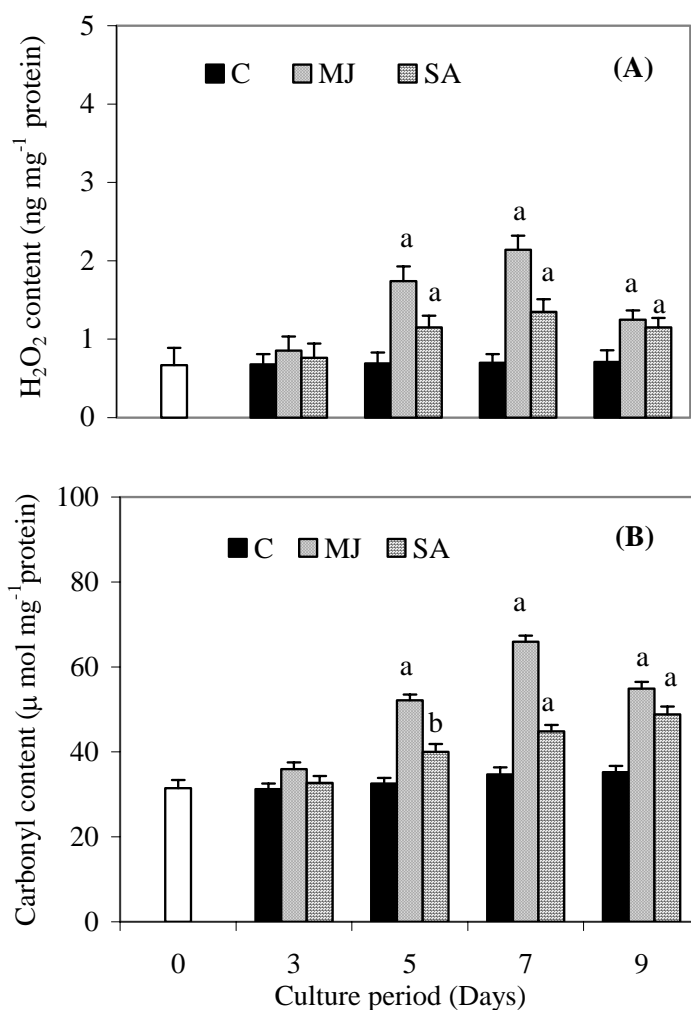 5
(A)
C MJ SA
4
3
2
1
0
H₂O₂ content (ng mg⁻¹ protein)
a
a
a
a
a
a
100
(B)
C MJ SA
80
60
40
20
0
Carbonyl content (μ mol mg⁻¹protein)
a
b
a
a
a
a
0 3 5 7 9
Culture period (Days)